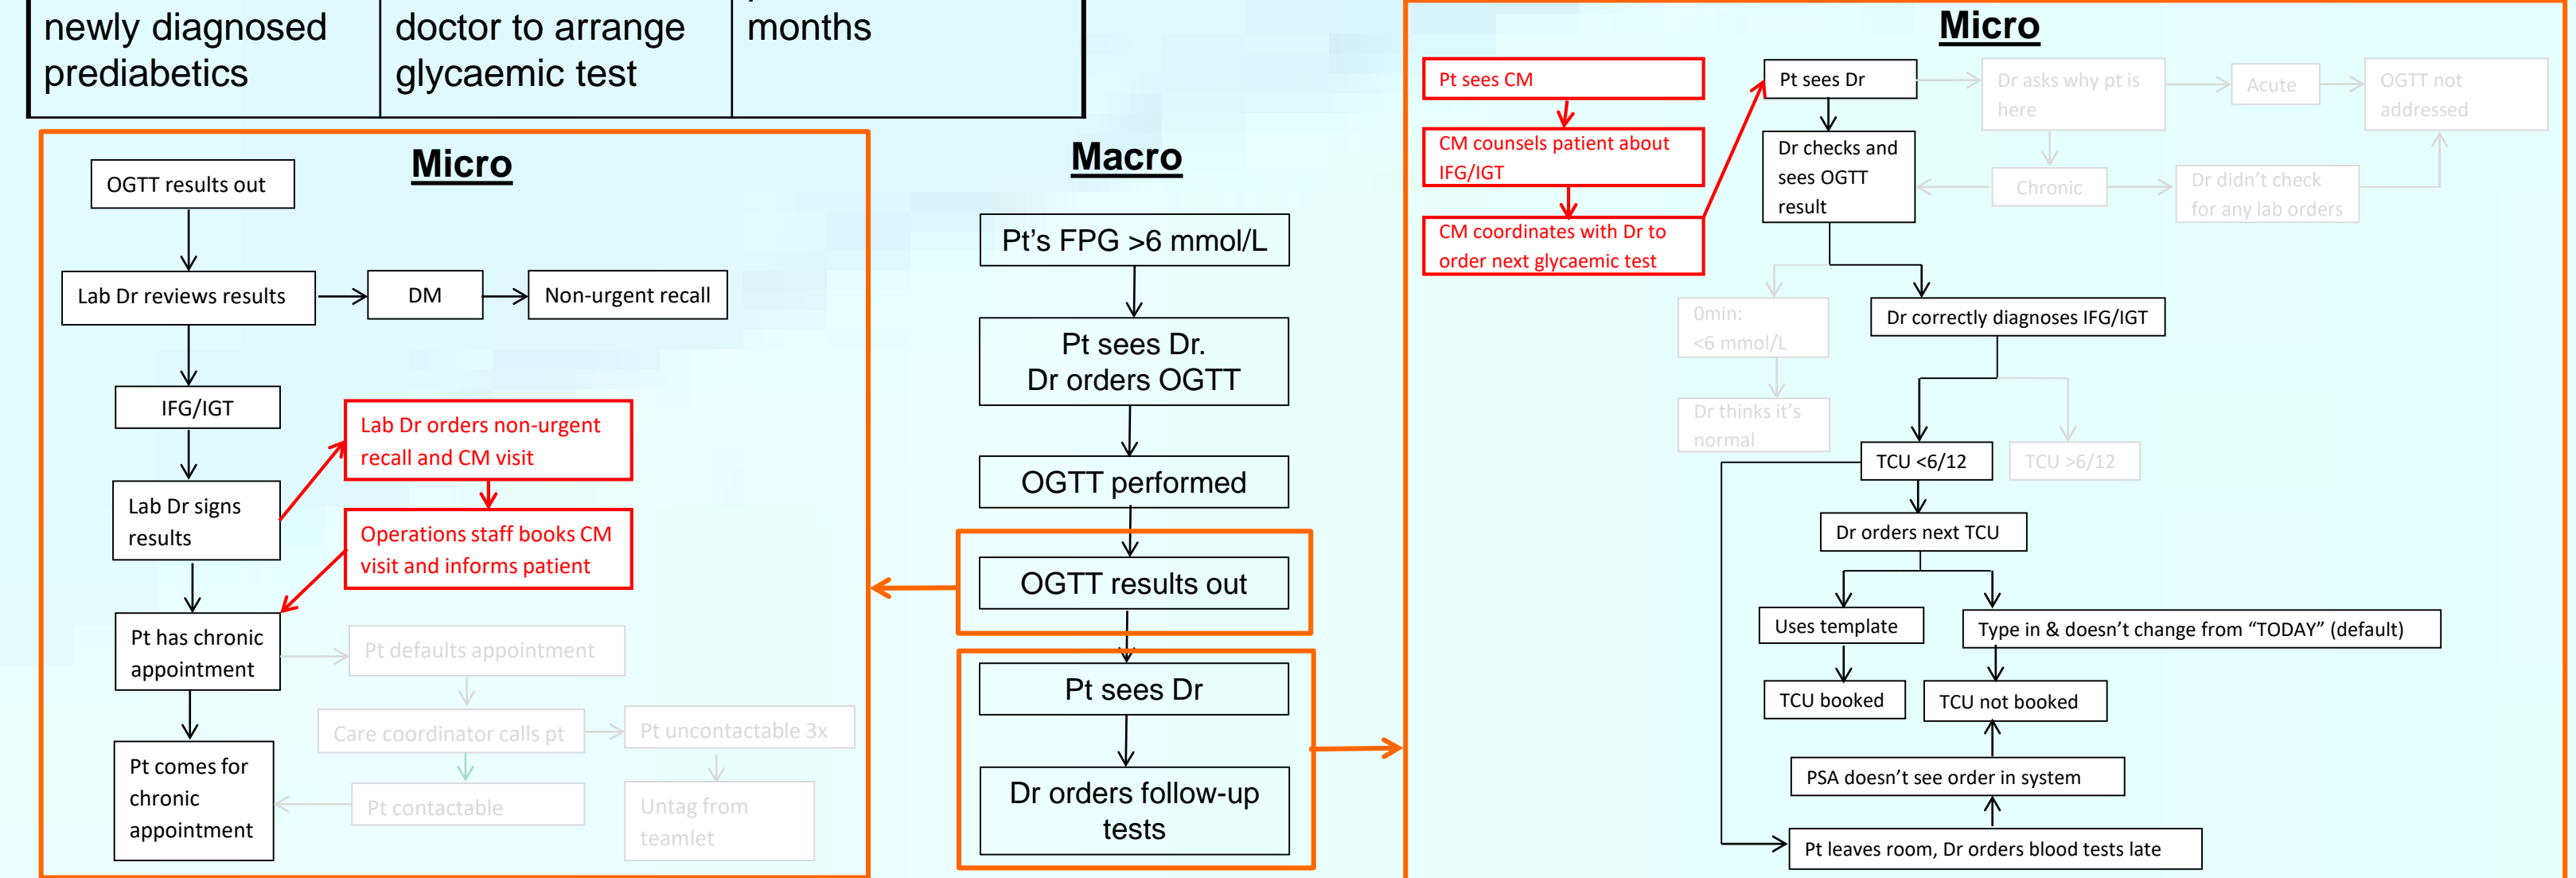 newly diagnosed
prediabetics
doctor to arrange
glycaemic test
months
Micro
OGTT results out
Lab Dr reviews results
DM
Non-urgent recall
IFG/IGT
Lab Dr orders non-urgent
recall and CM visit
Lab Dr signs
results
Operations staff books CM
visit and informs patient
Pt has chronic
appointment
Pt defaults appointment
Care coordinator calls pt
Pt uncontactable 3x
Pt comes for
chronic
appointment
Pt contactable
Untag from
teamlet
Macro
Pt's FPG >6 mmol/L
Pt sees Dr.
Dr orders OGTT
OGTT performed
OGTT results out
Pt sees Dr
Dr orders follow-up
tests
Micro
Pt sees CM
CM counsels patient about
IFG/IGT
CM coordinates with Dr to
order next glycaemic test
Pt sees Dr
Dr asks why pt is
here
Acute
OGTT not
addressed
Dr checks and
sees OGTT
result
Chronic
Dr didn't check
for any lab orders
0min:
<6 mmol/L
Dr correctly diagnoses IFG/IGT
Dr thinks it's
normal
TCU <6/12
TCU >6/12
Dr orders next TCU
Uses template
Type in & doesn't change from "TODAY" (default)
TCU booked
TCU not booked
PSA doesn't see order in system
Pt leaves room, Dr orders blood tests late